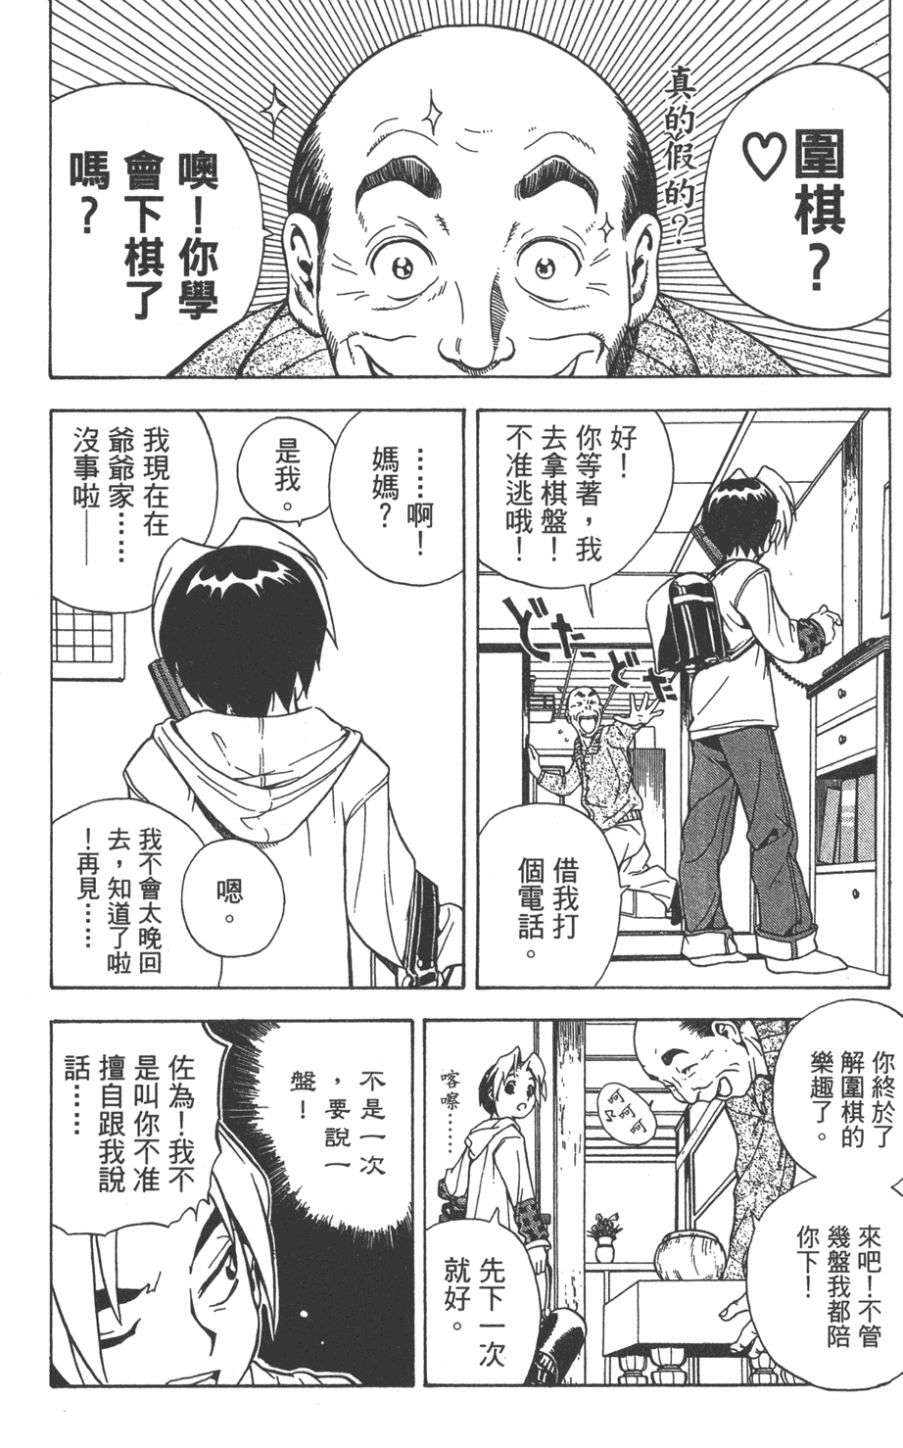 圍棋？
♡
真的假的？
噢！你學
會下棋了
嗎？
好！
你等著，我
去拿棋盤！
不准逃哦！
どたどた
借我打
個電話。
……啊！
媽媽？
是我。
我現在在
爺爺家……
沒事啦——
嗯。
我不會太晚回
去，知道了啦
！再見……
你終於了
解圍棋的
樂趣了。
呵呵呵
來吧！不管
幾盤我都陪
你下！
喀嚓……
先下一次
就好。
不是一次
，要說一
盤！
佐為！我不
是叫你不准
擅自跟我說
話……